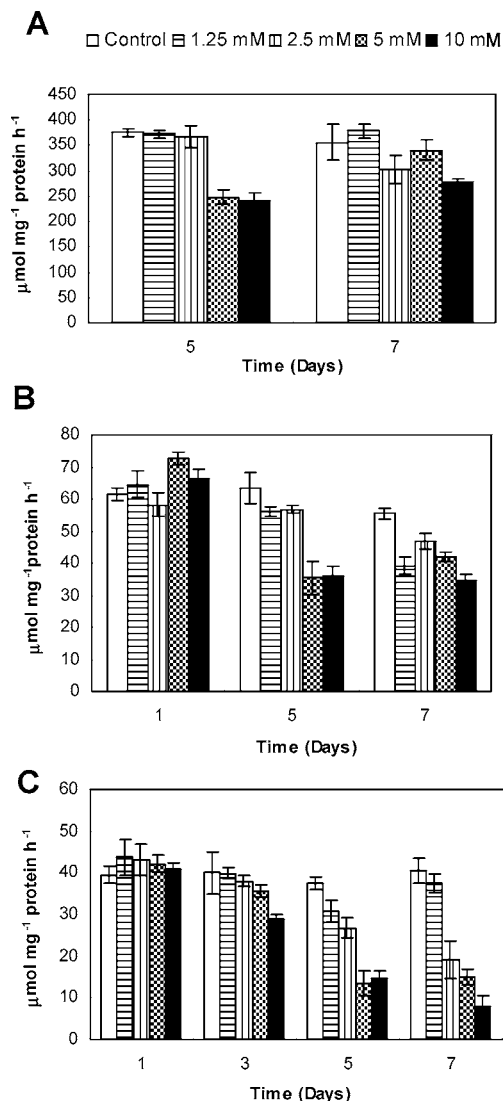 A
Control 1.25 mM 2.5 mM 5 mM 10 mM
450
400
350
300
250
200
150
100
50
0
µmol mg⁻¹ protein h⁻¹
5 7
Time (Days)
B
80
70
60
50
40
30
20
10
0
µmol mg⁻¹protein h⁻¹
1 5 7
Time (Days)
C
60
50
40
30
20
10
0
µmol mg⁻¹ protein h⁻¹
1 3 5 7
Time (Days)